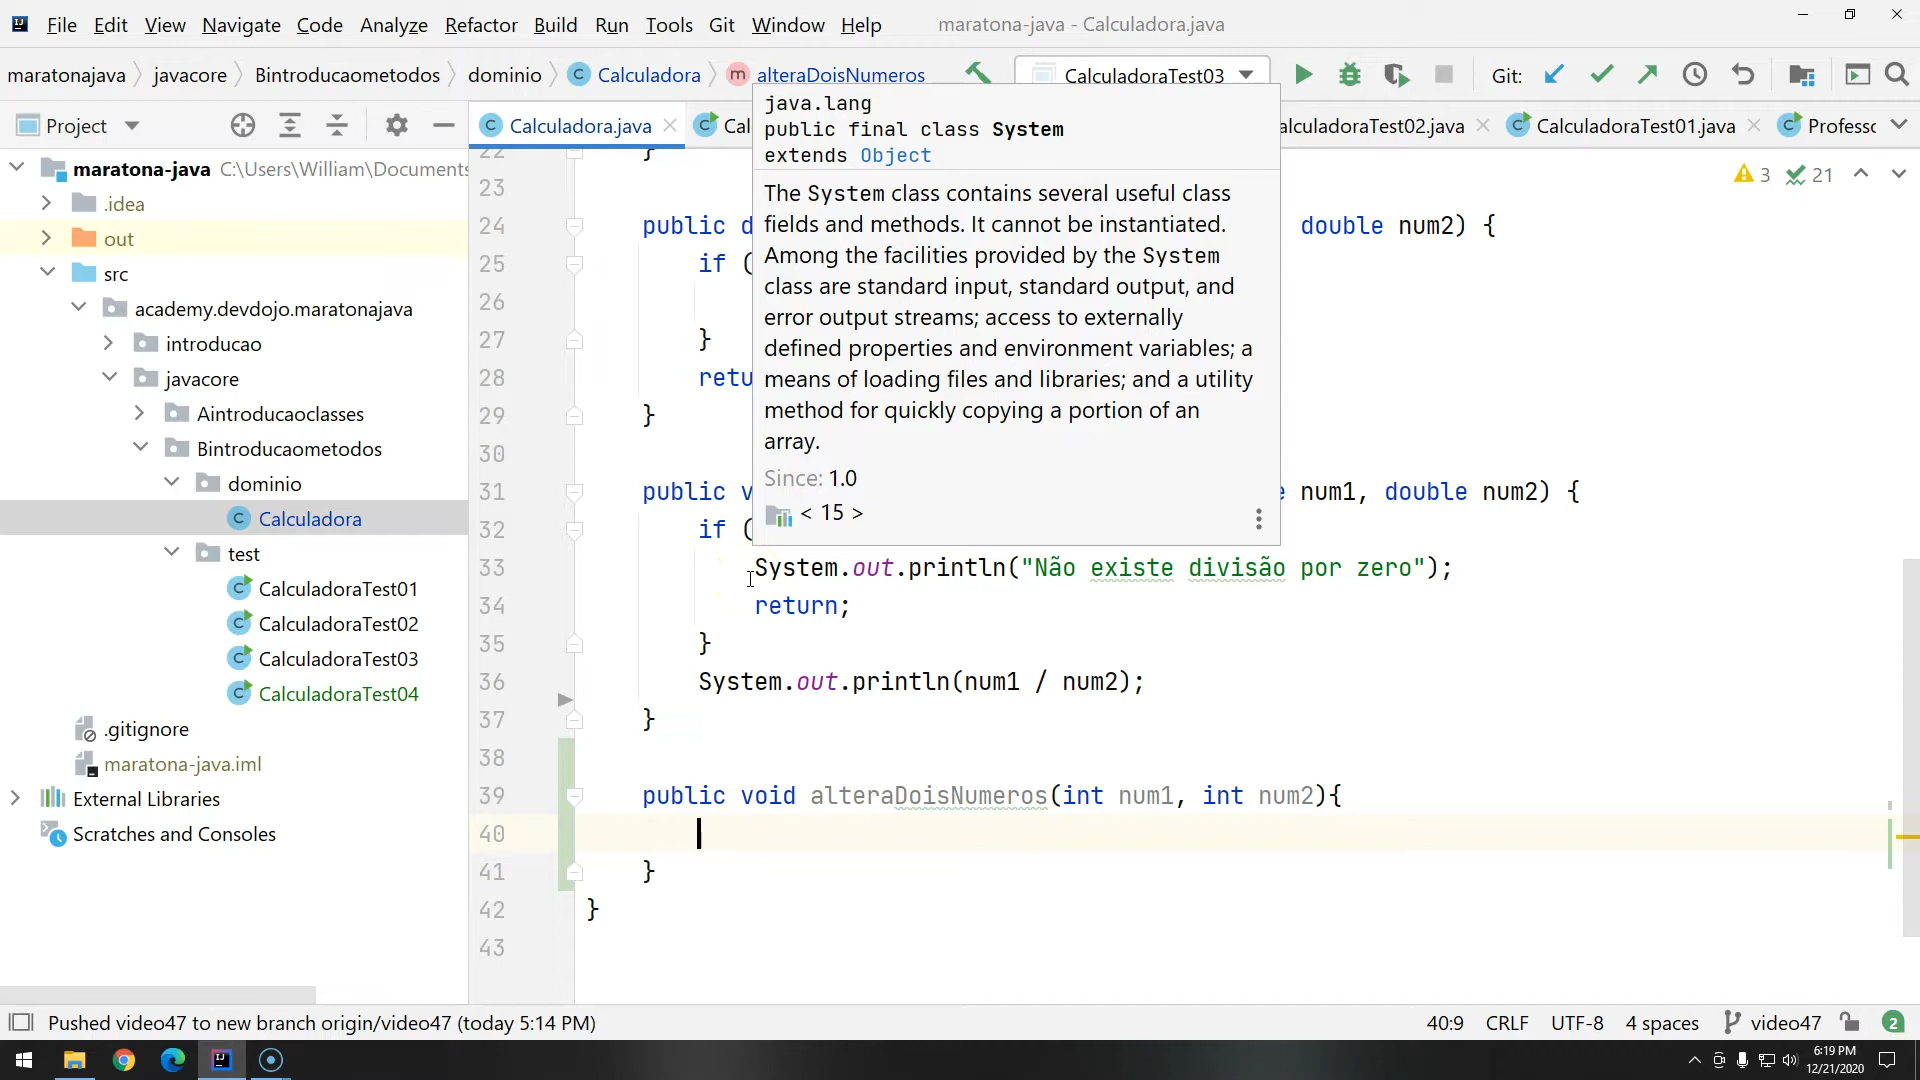 File Edit View Navigate Code Analyze Refactor Build Run Tools Git Window Help maratona-java - Calculadora.java
maratonajava javacore Bintroducaometodos dominio Calculadora alteraDoisNumeros CalculadoraTest03 Git:
Project
Calculadora.java Calc alculadoraTest02.java CalculadoraTest01.java Professc
maratona-java C:\Users\William\Documents
.idea
out
src
academy.devdojo.maratonajava
introducao
javacore
Aintroducaoclasses
Bintroducaometodos
dominio
Calculadora
test
CalculadoraTest01
CalculadoraTest02
CalculadoraTest03
CalculadoraTest04
.gitignore
maratona-java.iml
External Libraries
Scratches and Consoles
java.lang
public final class System
extends Object
The System class contains several useful class
fields and methods. It cannot be instantiated.
Among the facilities provided by the System
class are standard input, standard output, and
error output streams; access to externally
defined properties and environment variables; a
means of loading files and libraries; and a utility
method for quickly copying a portion of an
array.
Since: 1.0
< 15 >
3 21
22 }
23
24 public d double num2) {
25 if (
26
27 }
28 retu
29 }
30
31 public v e num1, double num2) {
32 if (
33 System.out.println("Não existe divisão por zero");
34 return;
35 }
36 System.out.println(num1 / num2);
37 }
38
39 public void alteraDoisNumeros(int num1, int num2){
40
41 }
42 }
43
Pushed video47 to new branch origin/video47 (today 5:14 PM) 40:9 CRLF UTF-8 4 spaces video47 2
6:19 PM
12/21/2020